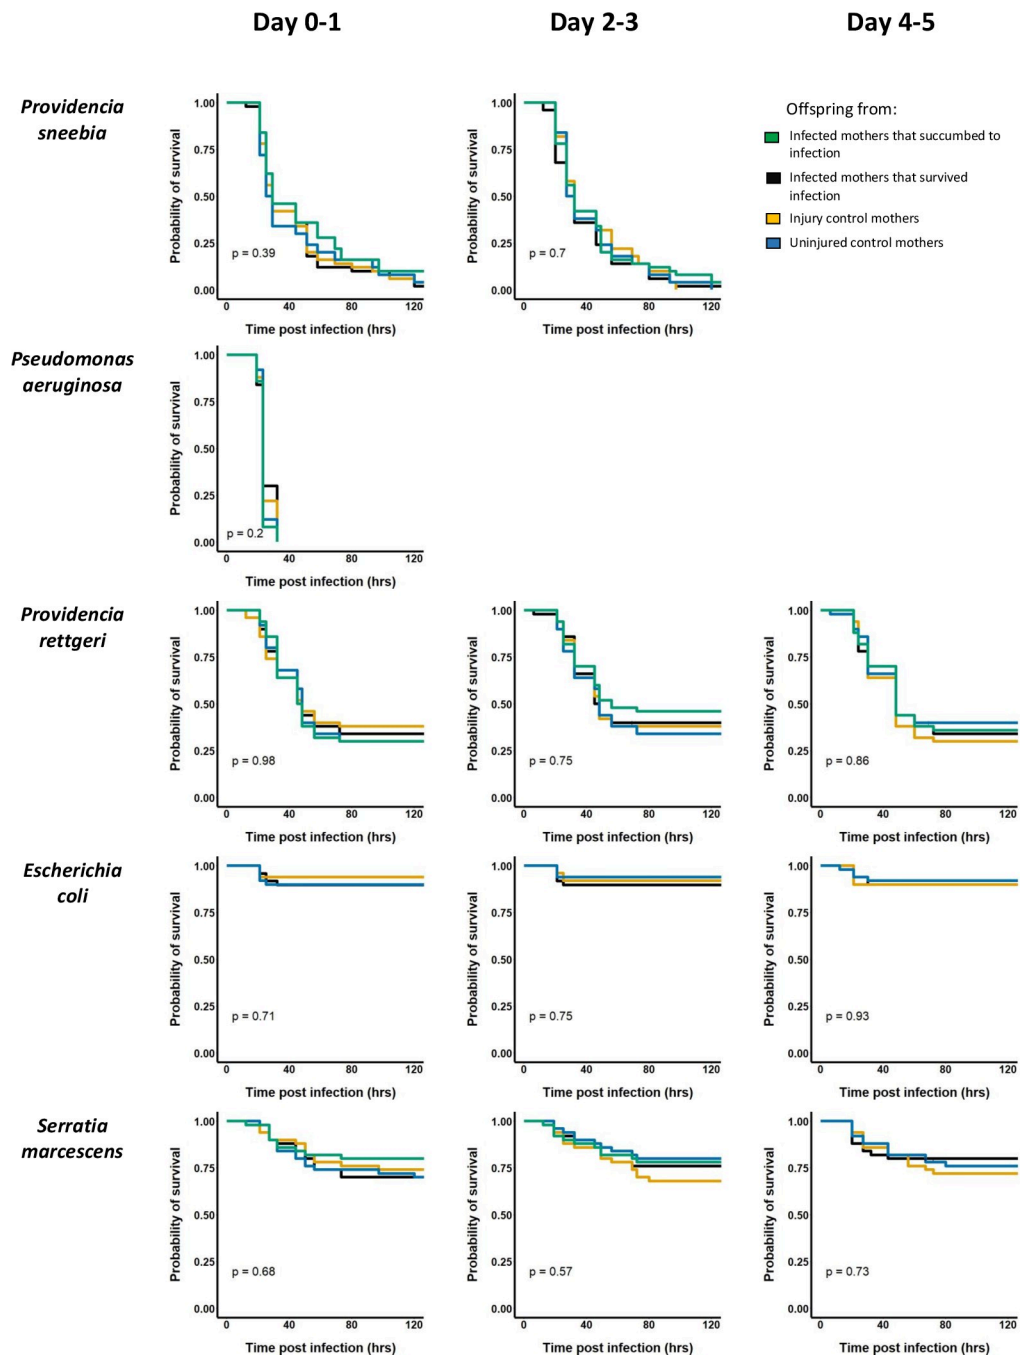 Day 0-1
Day 2-3
Day 4-5
Providencia
sneebia
1.00
0.75
0.50
0.25
0.00
Probability of survival
p = 0.39
0 40 80 120
Time post infection (hrs)
1.00
0.75
0.50
0.25
0.00
Probability of survival
p = 0.7
0 40 80 120
Time post infection (hrs)
Offspring from:
Infected mothers that succumbed to
infection
Infected mothers that survived
infection
Injury control mothers
Uninjured control mothers
Pseudomonas
aeruginosa
1.00
0.75
0.50
0.25
0.00
Probability of survival
p = 0.2
0 40 80 120
Time post infection (hrs)
Providencia
rettgeri
1.00
0.75
0.50
0.25
0.00
Probability of survival
p = 0.98
0 40 80 120
Time post infection (hrs)
1.00
0.75
0.50
0.25
0.00
Probability of survival
p = 0.75
0 40 80 120
Time post infection (hrs)
1.00
0.75
0.50
0.25
0.00
Probability of survival
p = 0.86
0 40 80 120
Time post infection (hrs)
Escherichia
coli
1.00
0.75
0.50
0.25
0.00
Probability of survival
p = 0.71
0 40 80 120
Time post infection (hrs)
1.00
0.75
0.50
0.25
0.00
Probability of survival
p = 0.75
0 40 80 120
Time post infection (hrs)
1.00
0.75
0.50
0.25
0.00
Probability of survival
p = 0.93
0 40 80 120
Time post infection (hrs)
Serratia
marcescens
1.00
0.75
0.50
0.25
0.00
Probability of survival
p = 0.68
0 40 80 120
Time post infection (hrs)
1.00
0.75
0.50
0.25
0.00
Probability of survival
p = 0.57
0 40 80 120
Time post infection (hrs)
1.00
0.75
0.50
0.25
0.00
Probability of survival
p = 0.73
0 40 80 120
Time post infection (hrs)